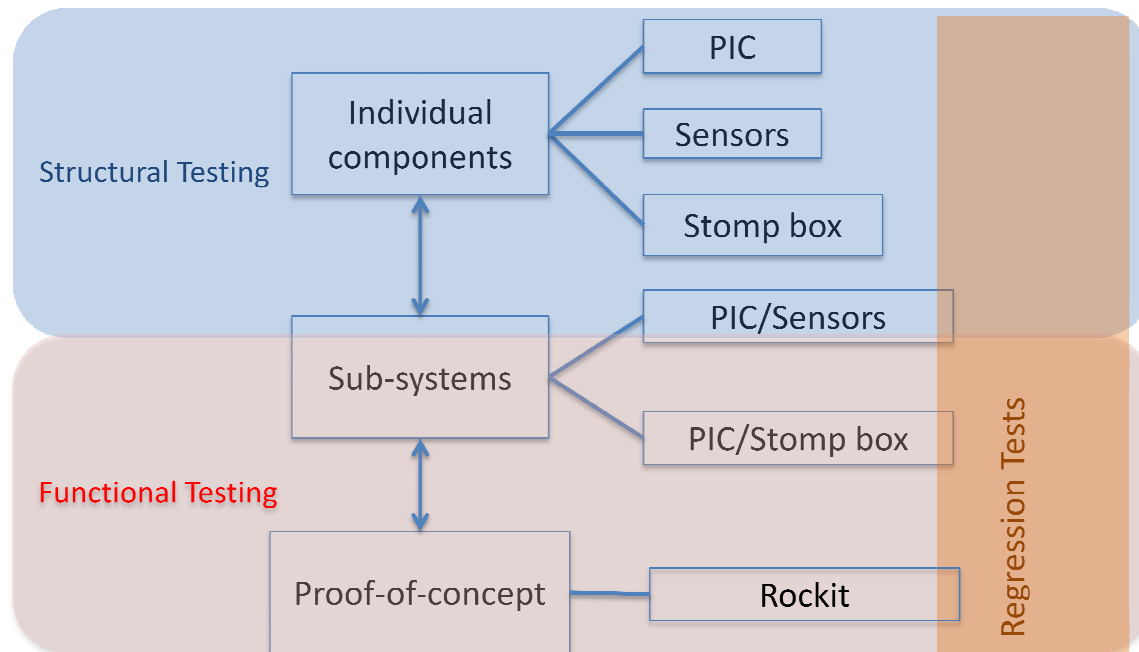 PIC
Individual
components
Sensors
Structural Testing
Stomp box
PIC/Sensors
Sub-systems
PIC/Stomp box
Functional Testing
Regression Tests
Proof-of-concept
Rockit